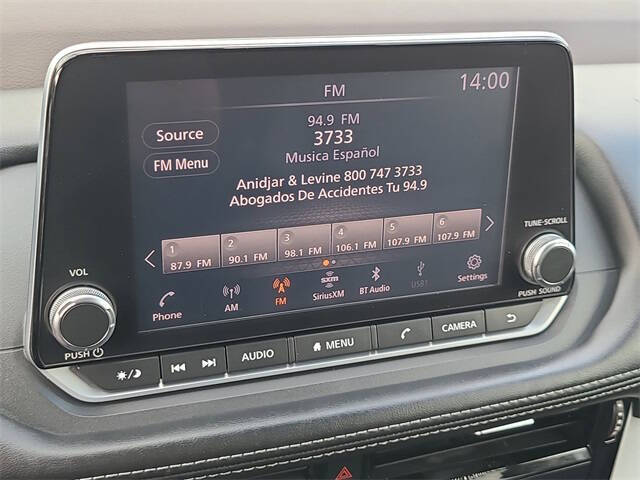 FM
14:00
Source
94.9 FM
3733
FM Menu
Musica Español
Anidjar & Levine 800 747 3733
Abogados De Accidentes Tu 94.9
1 2 3 4 5 6
87.9 FM 90.1 FM 98.1 FM 106.1 FM 107.9 FM 107.9 FM
Phone AM FM sxm SiriusXM BT Audio USB1 Settings
VOL
PUSH
TUNE·SCROLL
PUSH SOUND
AUDIO MENU CAMERA